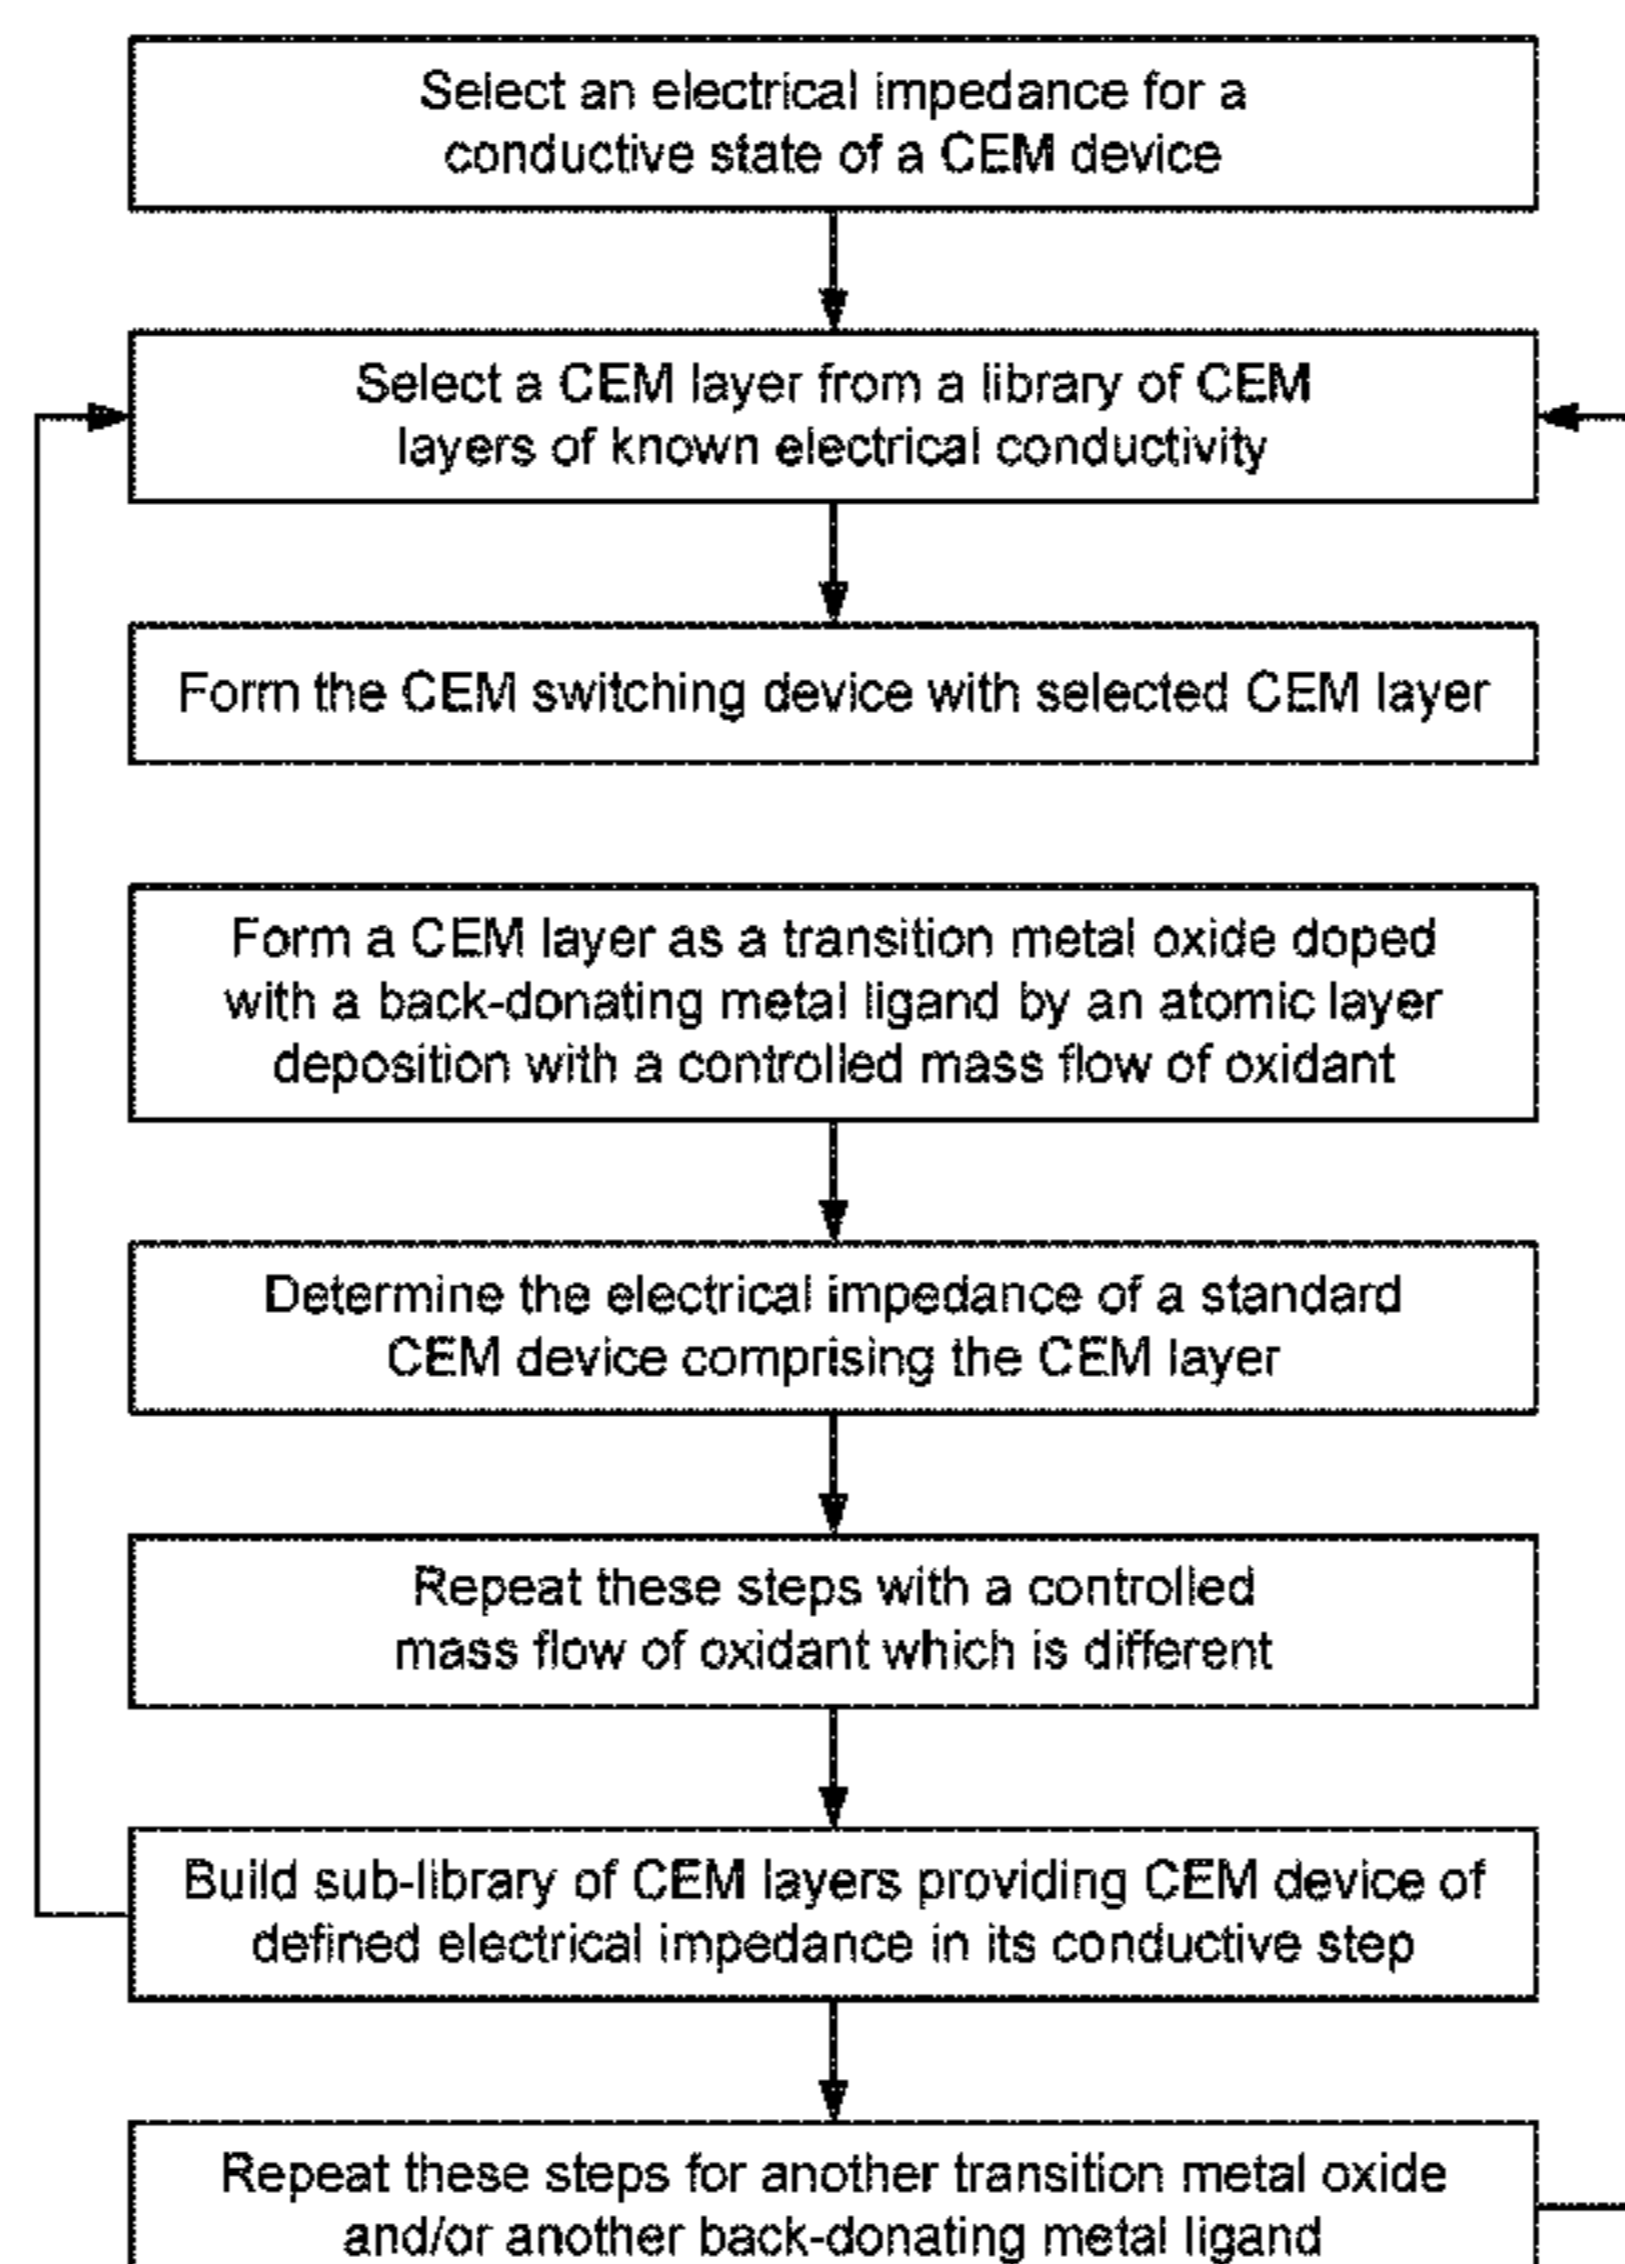 Select an electrical impedance for a
conductive state of a CEM device
Select a CEM layer from a library of CEM
layers of known electrical conductivity
Form the CEM switching device with selected CEM layer
Form a CEM layer as a transition metal oxide doped
with a back-donating metal ligand by an atomic layer
deposition with a controlled mass flow of oxidant
Determine the electrical impedance of a standard
CEM device comprising the CEM layer
Repeat these steps with a controlled
mass flow of oxidant which is different
Build sub-library of CEM layers providing CEM device of
defined electrical impedance in its conductive step
Repeat these steps for another transition metal oxide
and/or another back-donating metal ligand